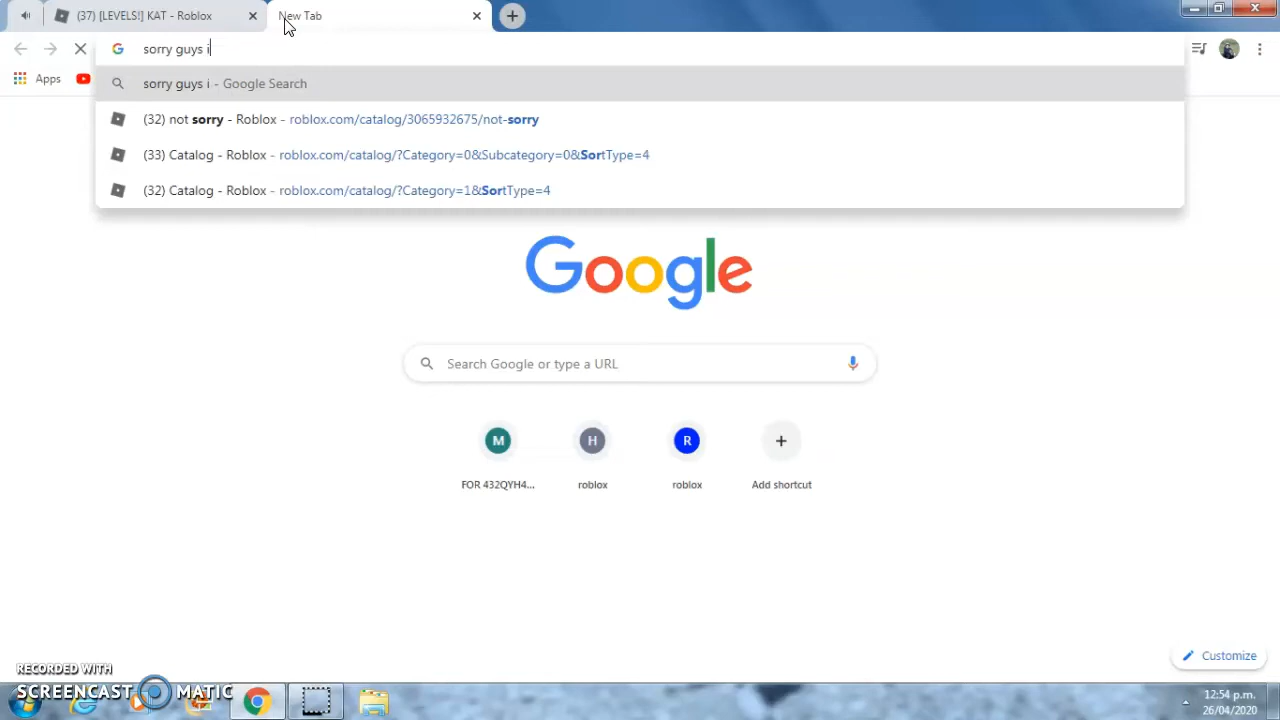 (37) [LEVELS!] KAT - Roblox
New Tab
sorry guys i
Apps
sorry guys i - Google Search
(32) not sorry - Roblox - roblox.com/catalog/3065932675/not-sorry
(33) Catalog - Roblox - roblox.com/catalog/?Category=0&Subcategory=0&SortType=4
(32) Catalog - Roblox - roblox.com/catalog/?Category=1&SortType=4
Google
Search Google or type a URL
M
H
R
FOR 432QYH4...
roblox
roblox
Add shortcut
Customize
RECORDED WITH
SCREENCAST MATIC
12:54 p.m.
26/04/2020